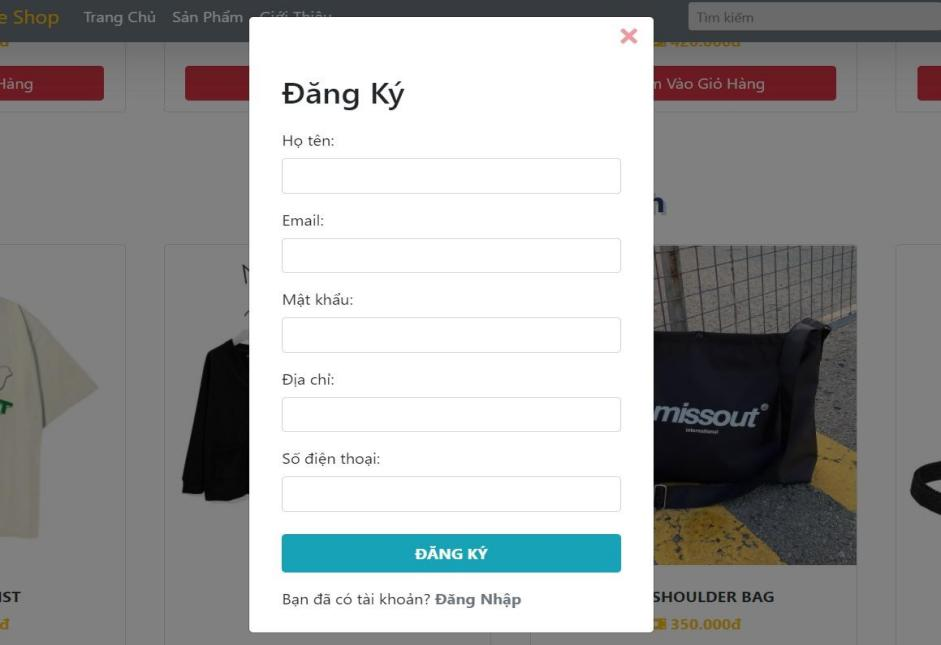 e Shop Trang Chủ Sản Phẩm Giới Thiệu Tìm kiếm
đ 420.000đ
Hàng Vào Giỏ Hàng
Đăng Ký
Họ tên:
Email:
Mật khẩu:
Địa chỉ:
missout
international
Số điện thoại:
ĐĂNG KÝ
Bạn đã có tài khoản? Đăng Nhập
SHOULDER BAG
đ 350.000đ